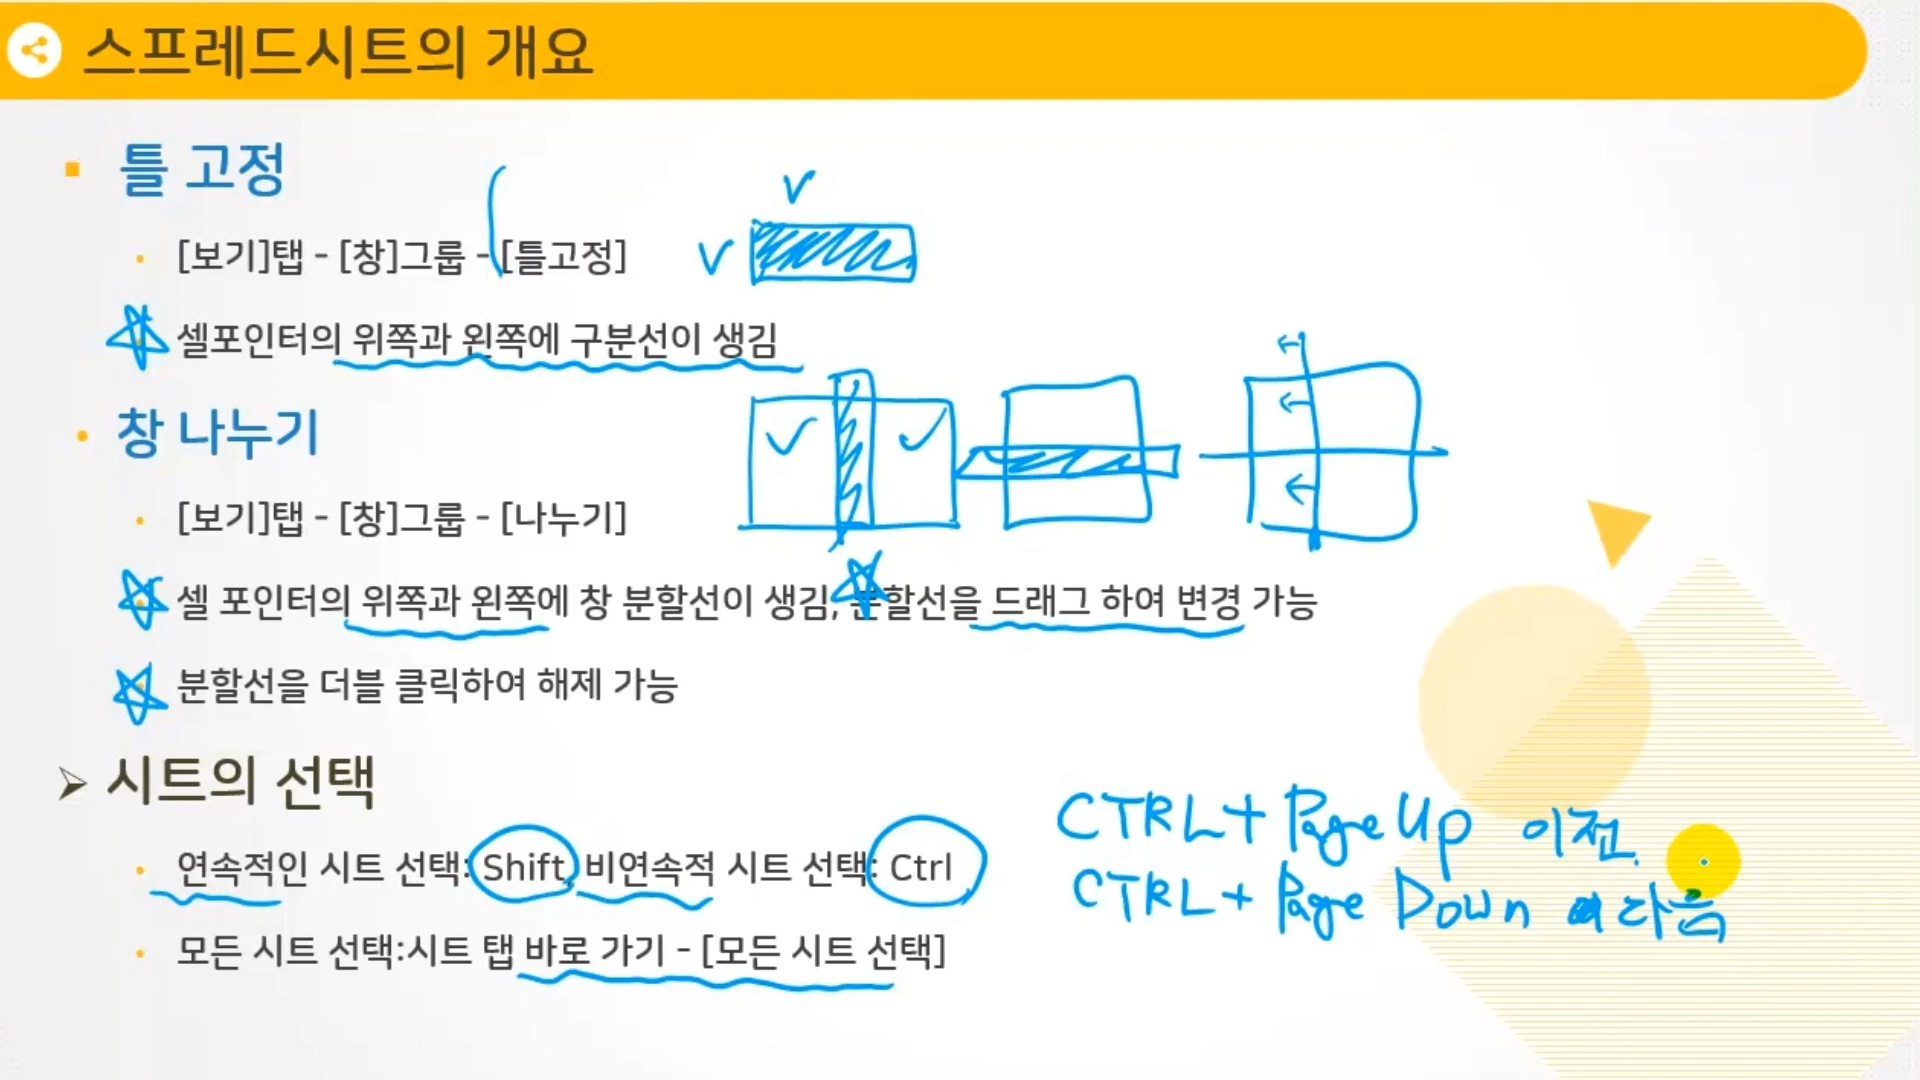 스프레드시트의 개요
틀 고정
[보기]탭 - [창]그룹 - [틀고정]
셀포인터의 위쪽과 왼쪽에 구분선이 생김
창 나누기
[보기]탭 - [창]그룹 - [나누기]
셀 포인터의 위쪽과 왼쪽에 창 분할선이 생김, 분할선을 드래그 하여 변경 가능
분할선을 더블 클릭하여 해제 가능
시트의 선택
연속적인 시트 선택: Shift, 비연속적 시트 선택: Ctrl
모든 시트 선택:시트 탭 바로 가기 - [모든 시트 선택]
CTRL + Page Up 이전
CTRL + Page Down 다음